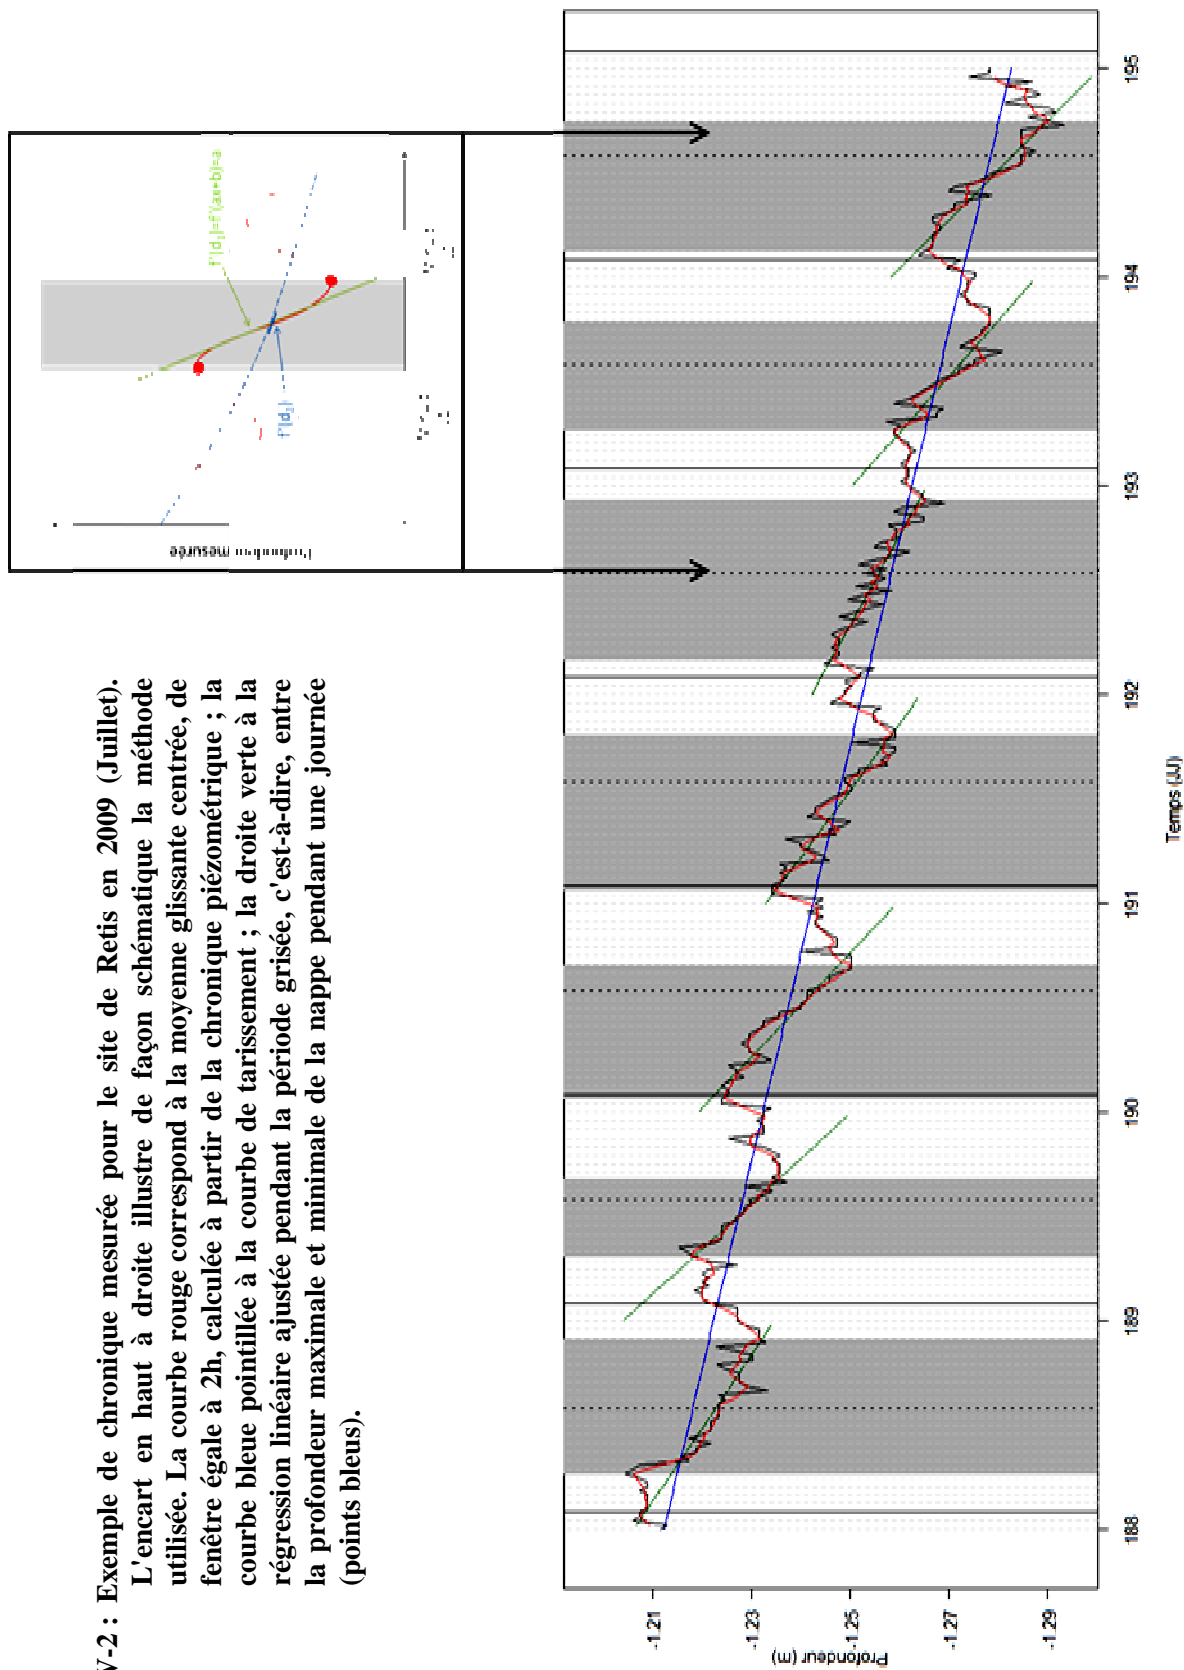 V-2 : Exemple de chronique mesurée pour le site de Retis en 2009 (Juillet).
L'encart en haut à droite illustre de façon schématique la méthode
utilisée. La courbe rouge correspond à la moyenne glissante centrée, de
fenêtre égale à 2h, calculée à partir de la chronique piézométrique ; la
courbe bleue pointillée à la courbe de tarissement ; la droite verte à la
régression linéaire ajustée pendant la période grisée, c'est-à-dire, entre
la profondeur maximale et minimale de la nappe pendant une journée
(points bleus).
mesurée
Profondeur (m)
-1.21
-1.23
-1.25
-1.27
-1.29
188
189
190
191
192
193
194
195
Temps (JJ)